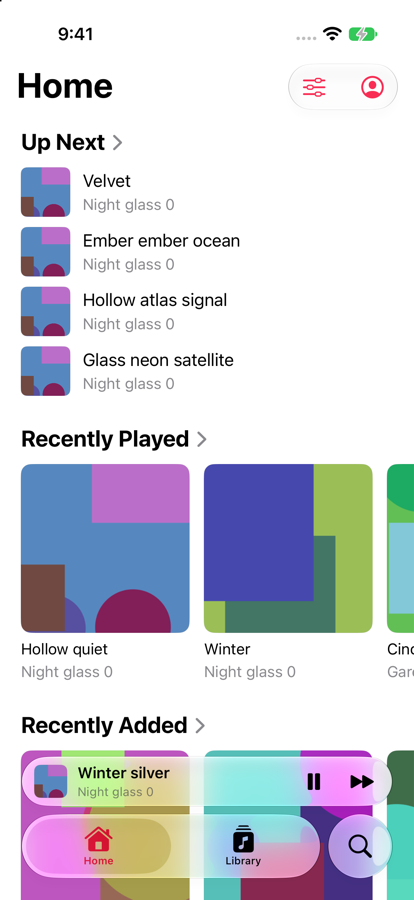 9:41
Home
Up Next
Velvet
Night glass 0
Ember ember ocean
Night glass 0
Hollow atlas signal
Night glass 0
Glass neon satellite
Night glass 0
Recently Played
Hollow quiet
Night glass 0
Winter
Night glass 0
Cinc
Gare
Recently Added
Winter silver
Night glass 0
Home
Library